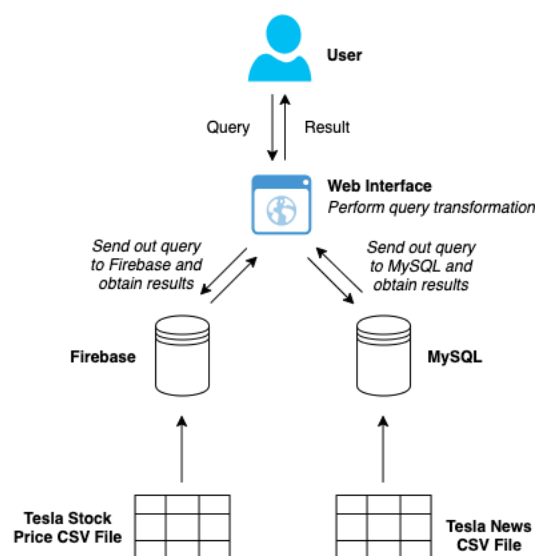 User
Query
Result
Web Interface
Perform query transformation
Send out query
to Firebase and
obtain results
Send out query
to MySQL and
obtain results
Firebase
MySQL
Tesla Stock
Price CSV File
Tesla News
CSV File